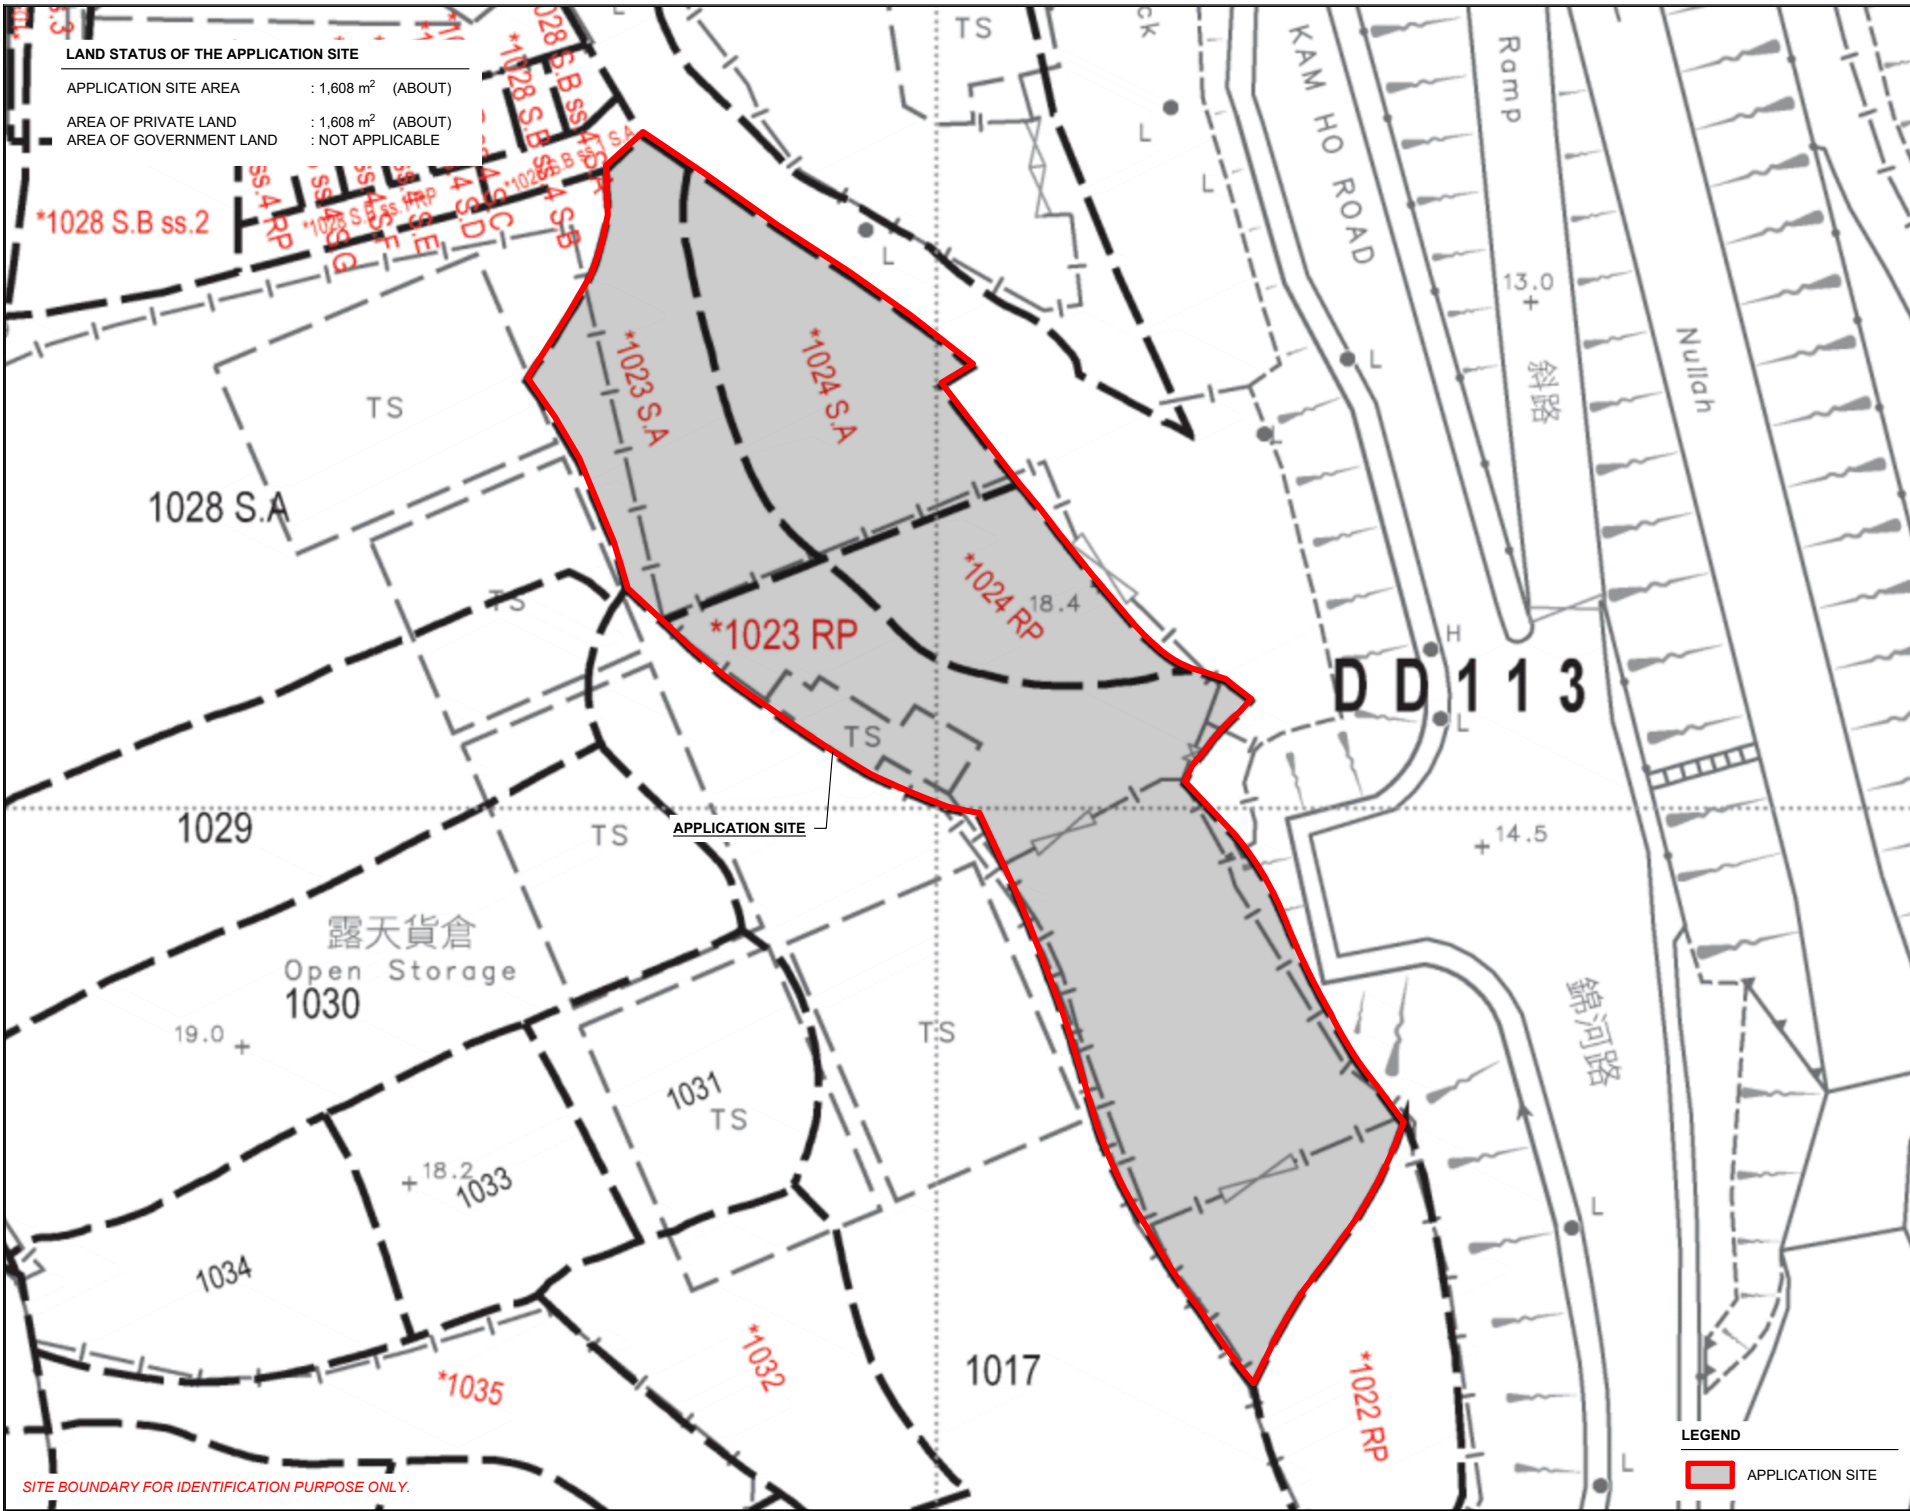 LAND STATUS OF THE APPLICATION SITE
APPLICATION SITE AREA : 1,608 m² (ABOUT)
AREA OF PRIVATE LAND : 1,608 m² (ABOUT)
AREA OF GOVERNMENT LAND : NOT APPLICABLE
*1028 S.B ss.2
TS
KAM HO ROAD
Ramp
L
L
L
13.0
斜路
Nullah
L
L
*1023 S.A
*1024 S.A
TS
1028 S.A
TS
*1023 RP
*1024 RP
18.4
H
DD113
L
TS
APPLICATION SITE
1029
TS
14.5
露天貨倉
Open Storage
1030
19.0
TS
錦河路
1031
TS
18.2
1033
1034
L
*1035
*1032
1017
*1022 RP
L
LEGEND
APPLICATION SITE
SITE BOUNDARY FOR IDENTIFICATION PURPOSE ONLY.